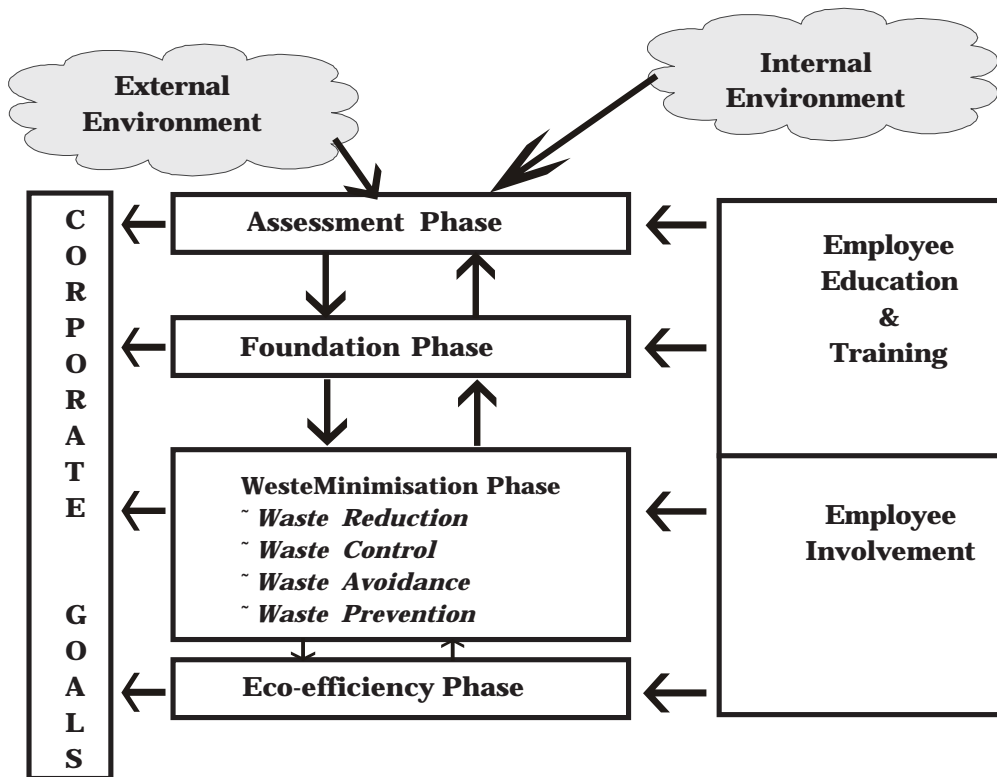 External
Environment
Internal
Environment
C
O
R
P
O
R
A
T
E
G
O
A
L
S
Assessment Phase
Foundation Phase
WesteMinimisation Phase
~ Waste Reduction
~ Waste Control
~ Waste Avoidance
~ Waste Prevention
Eco-efficiency Phase
Employee
Education
&
Training
Employee
Involvement